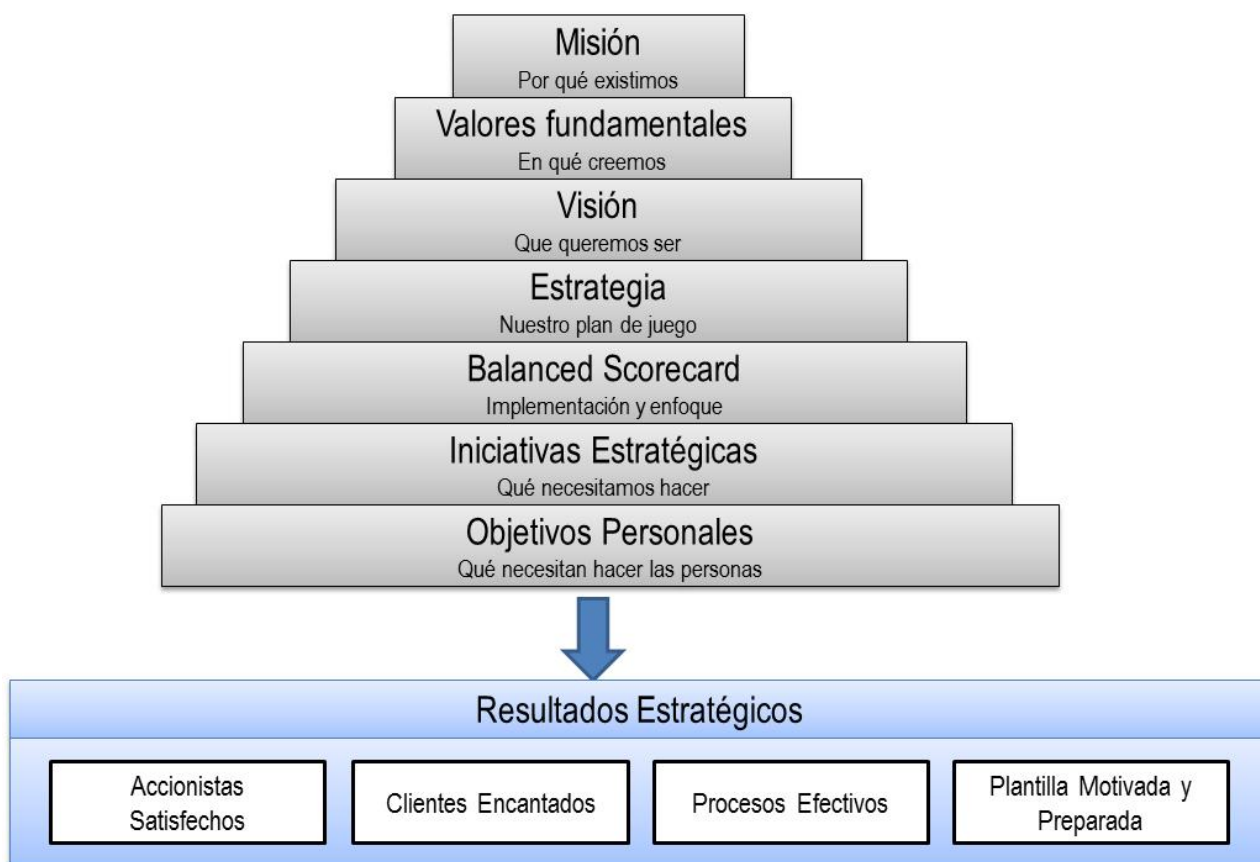 Misión
Por qué existimos
Valores fundamentales
En qué creemos
Visión
Que queremos ser
Estrategia
Nuestro plan de juego
Balanced Scorecard
Implementación y enfoque
Iniciativas Estratégicas
Qué necesitamos hacer
Objetivos Personales
Qué necesitan hacer las personas
Resultados Estratégicos
Accionistas
Satisfechos
Clientes Encantados
Procesos Efectivos
Plantilla Motivada y
Preparada